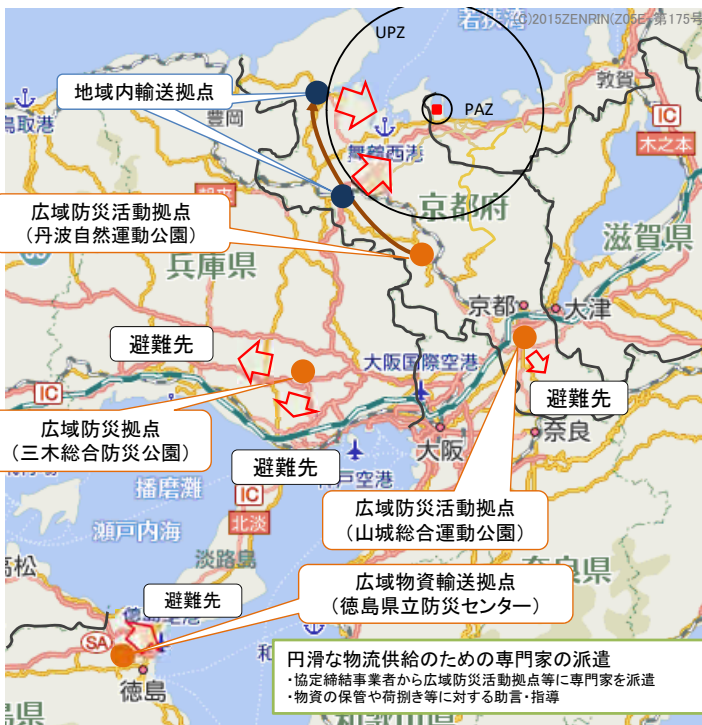 (C)2015ZENRIN(Z05E-第175号
若狭湾
UPZ
敦賀
地域内輸送拠点
PAZ
豊岡
IC
鳥取港
木之本
舞鶴西港
広域防災活動拠点
（丹波自然運動公園）
京都府
滋賀県
兵庫県
京都
大津
避難先
大阪国際空港
IC
避難先
広域防災拠点
（三木総合防災公園）
大阪
奈良
避難先
神戸空港
播磨灘
IC
広域防災活動拠点
（山城総合運動公園）
北淡
瀬戸内海
淡路島
奈良県
高松
広域物資輸送拠点
（徳島県立防災センター）
避難先
SA
徳島
円滑な物流供給のための専門家の派遣
・協定締結事業者から広域防災活動拠点等に専門家を派遣
・物資の保管や荷捌き等に対する助言・指導